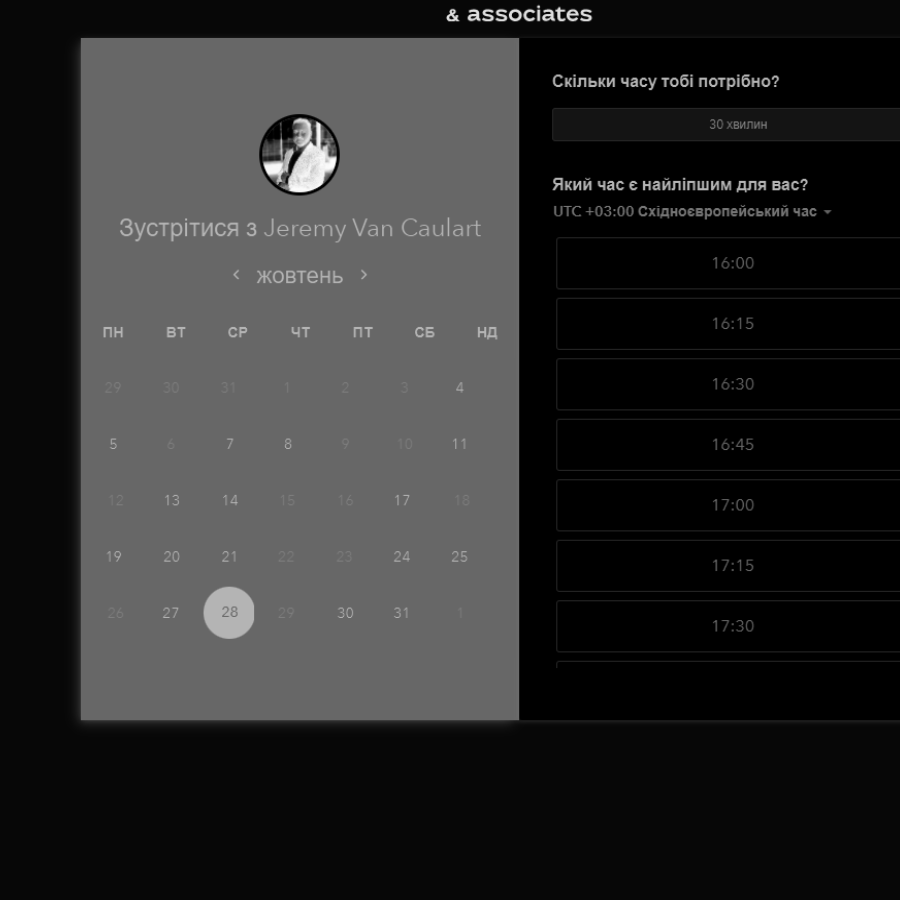 & associates
Зустрітися з Jeremy Van Caulart
жовтень
ПН ВТ СР ЧТ ПТ СБ НД
29 30 31 1 2 3 4
5 6 7 8 9 10 11
12 13 14 15 16 17 18
19 20 21 22 23 24 25
26 27 28 29 30 31 1
Скільки часу тобі потрібно?
30 хвилин
Який час є найліпшим для вас?
UTC +03:00 Східноєвропейський час
16:00
16:15
16:30
16:45
17:00
17:15
17:30